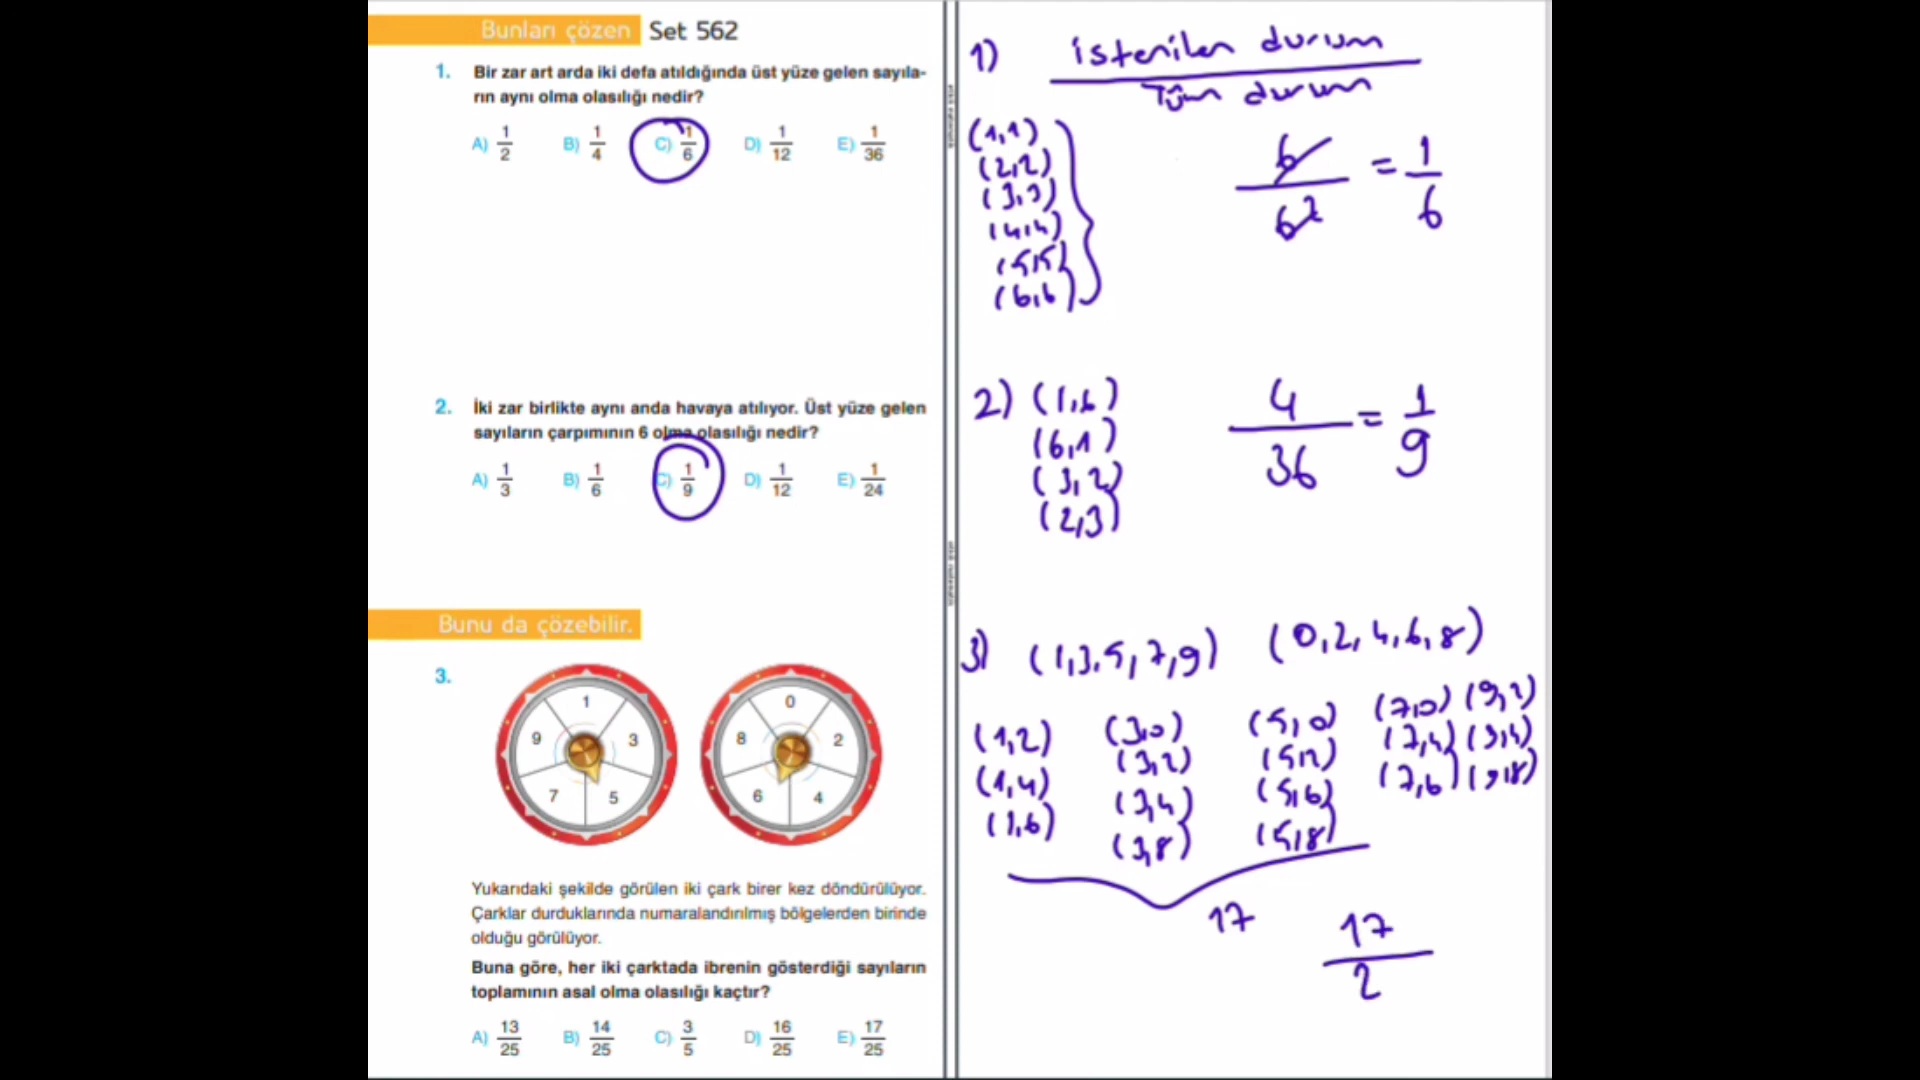 Bunları çözen Set 562
1. Bir zar art arda iki defa atıldığında üst yüze gelen sayıla-
rın aynı olma olasılığı nedir?
A) 1/2 B) 1/4 C) 1/6 D) 1/12 E) 1/36
2. İki zar birlikte aynı anda havaya atılıyor. Üst yüze gelen
sayıların çarpımının 6 olma olasılığı nedir?
A) 1/3 B) 1/6 C) 1/9 D) 1/12 E) 1/24
Bunu da çözebilir.
3.
1 3 5 7 9
0 2 4 6 8
Yukarıdaki şekilde görülen iki çark birer kez döndürülüyor.
Çarklar durduklarında numaralandırılmış bölgelerden birinde
olduğu görülüyor.
Buna göre, her iki çarktada ibrenin gösterdiği sayıların
toplamının asal olma olasılığı kaçtır?
A) 13/25 B) 14/25 C) 3/5 D) 16/25 E) 17/25
1) istenilen durum
Tüm durum
(1,1)
(2,2)
(3,3)
(4,4)
(5,5)
(6,6)
6/6² = 1/6
2) (1,6)
(6,1)
(3,2)
(2,3)
4/36 = 1/9
3) (1,3,5,7,9) (0,2,4,6,8)
(1,2) (3,0) (5,0) (7,0) (9,2)
(1,4) (3,2) (5,2) (7,4) (9,4)
(1,6) (3,4) (5,6) (7,6) (9,8)
(3,8) (5,8)
17
17/2